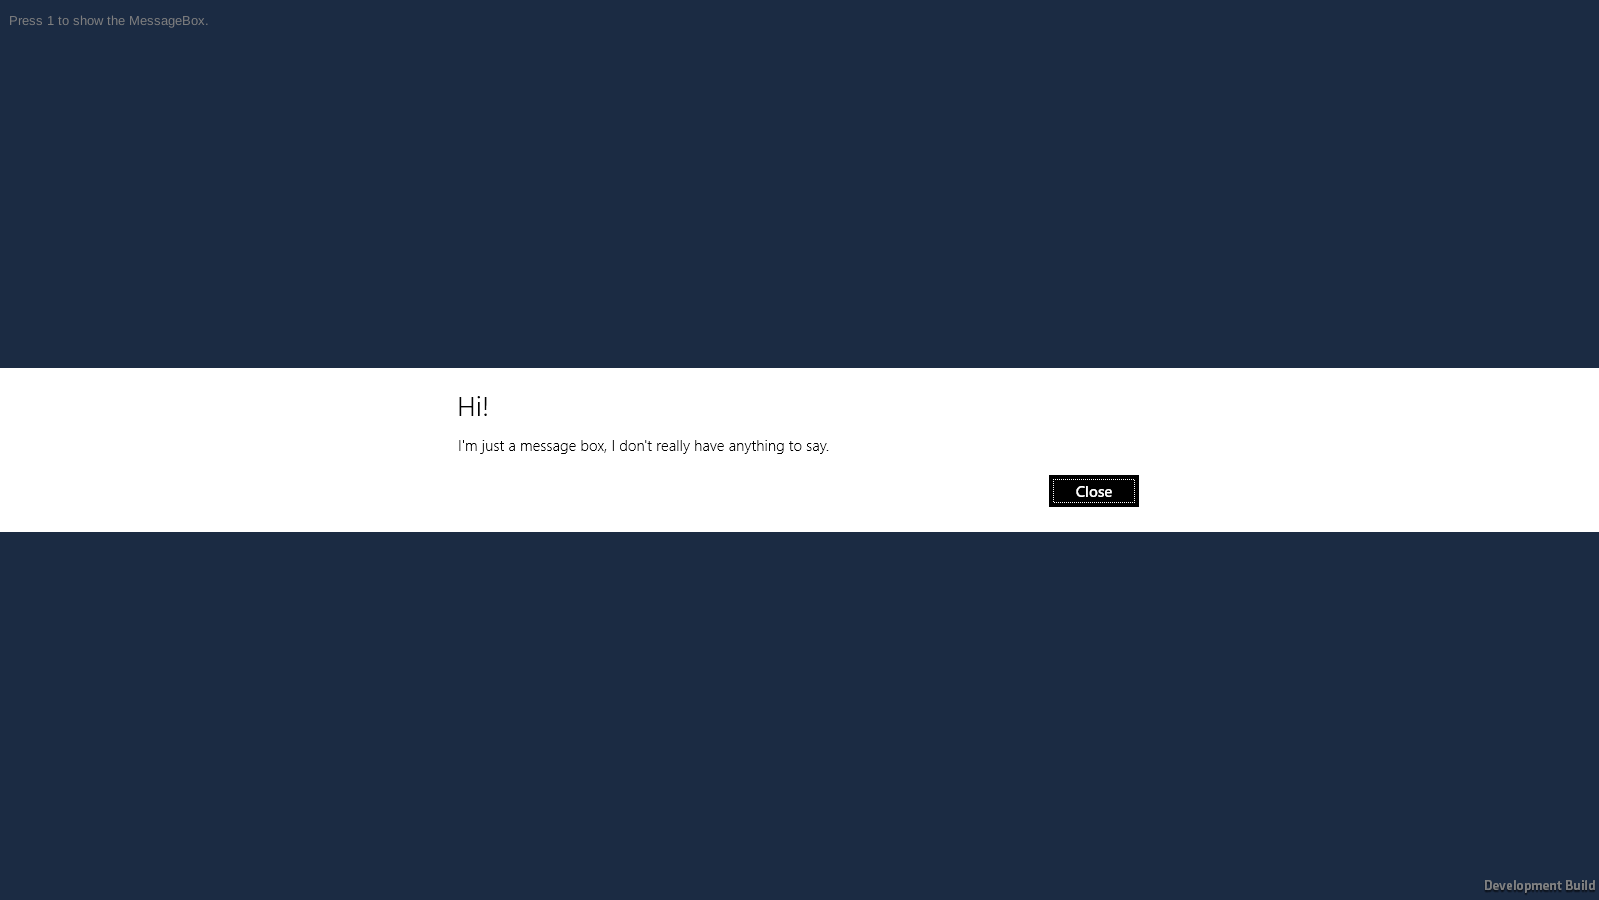 Press 1 to show the MessageBox.
Hi!
I'm just a message box, I don't really have anything to say.
Close
Development Build